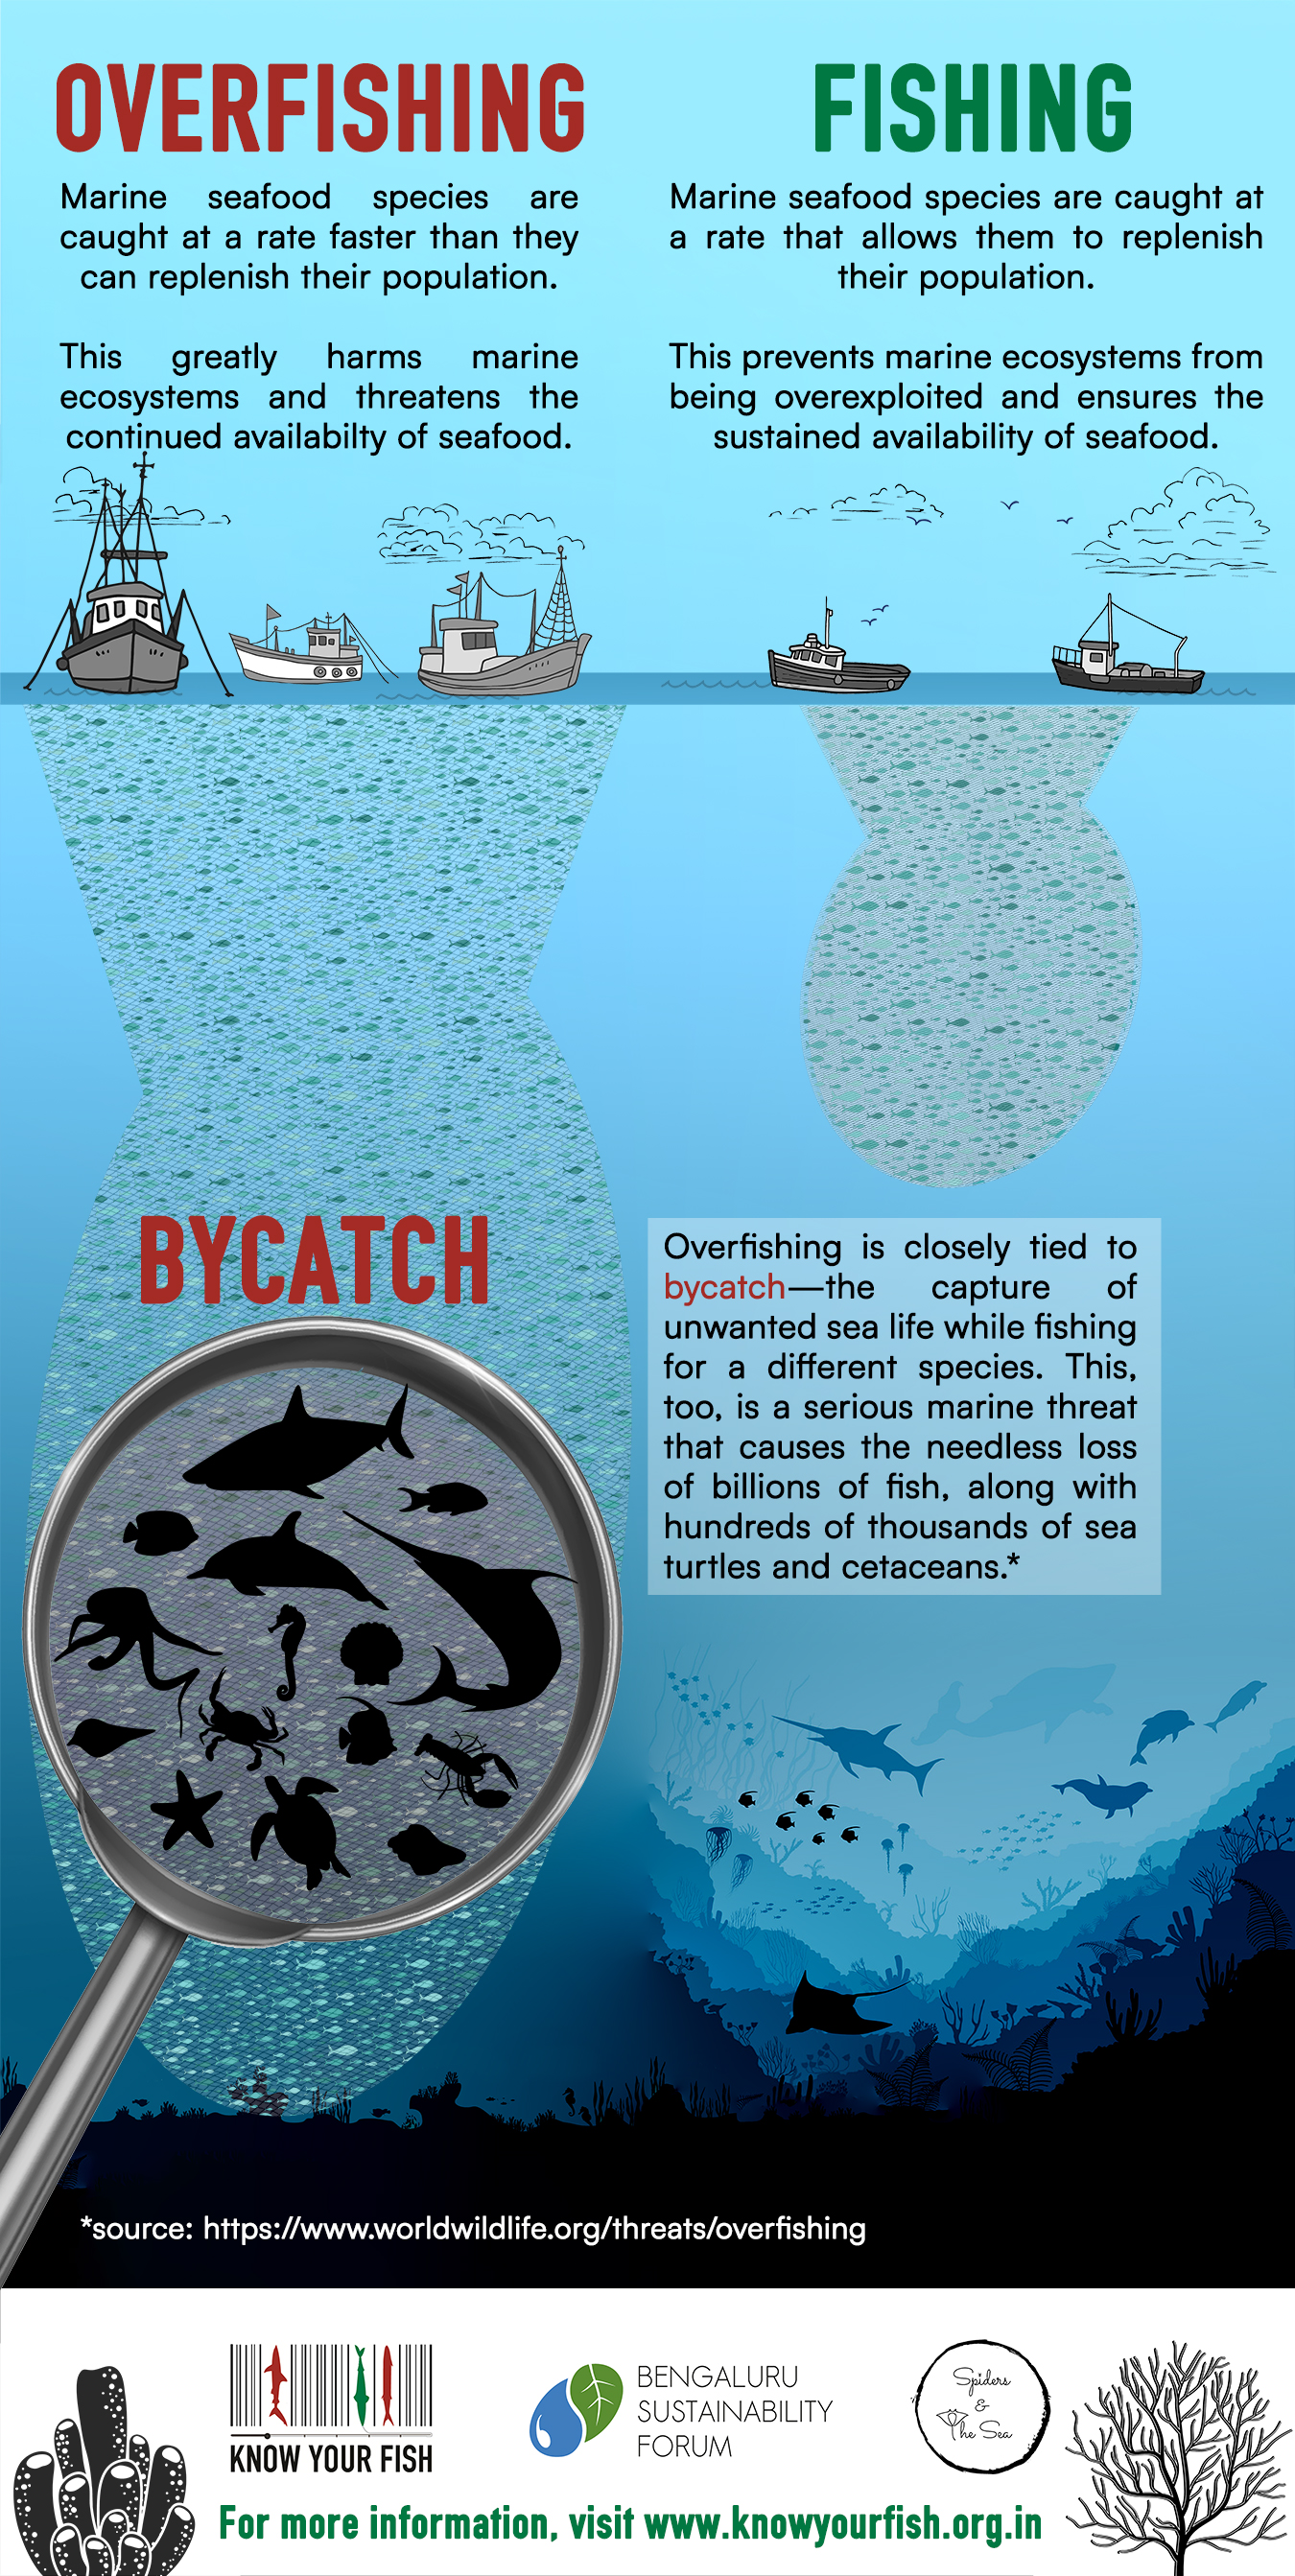 OVERFISHING
Marine seafood species are
caught at a rate faster than they
can replenish their population.
This greatly harms marine
ecosystems and threatens the
continued availabilty of seafood.
FISHING
Marine seafood species are caught at
a rate that allows them to replenish
their population.
This prevents marine ecosystems from
being overexploited and ensures the
sustained availability of seafood.
BYCATCH
Overfishing is closely tied to
bycatch—the capture of
unwanted sea life while fishing
for a different species. This,
too, is a serious marine threat
that causes the needless loss
of billions of fish, along with
hundreds of thousands of sea
turtles and cetaceans.*
*source: https://www.worldwildlife.org/threats/overfishing
KNOW YOUR FISH
BENGALURU
SUSTAINABILITY
FORUM
Spiders
&
The Sea
For more information, visit www.knowyourfish.org.in